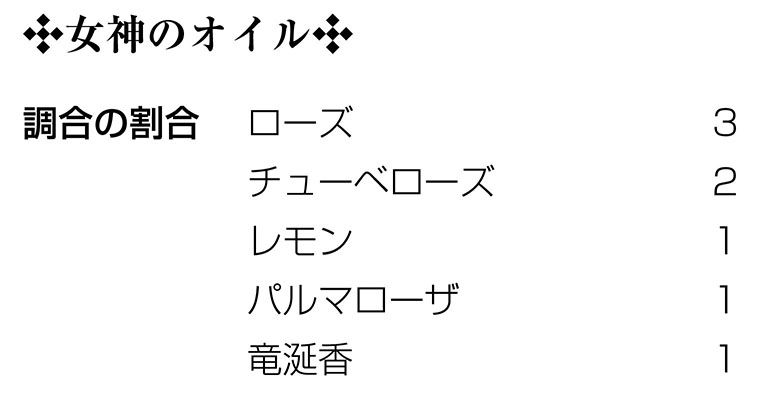 ❖女神のオイル❖
調合の割合 ローズ 3
チューベローズ 2
レモン 1
パルマローザ 1
竜涎香 1